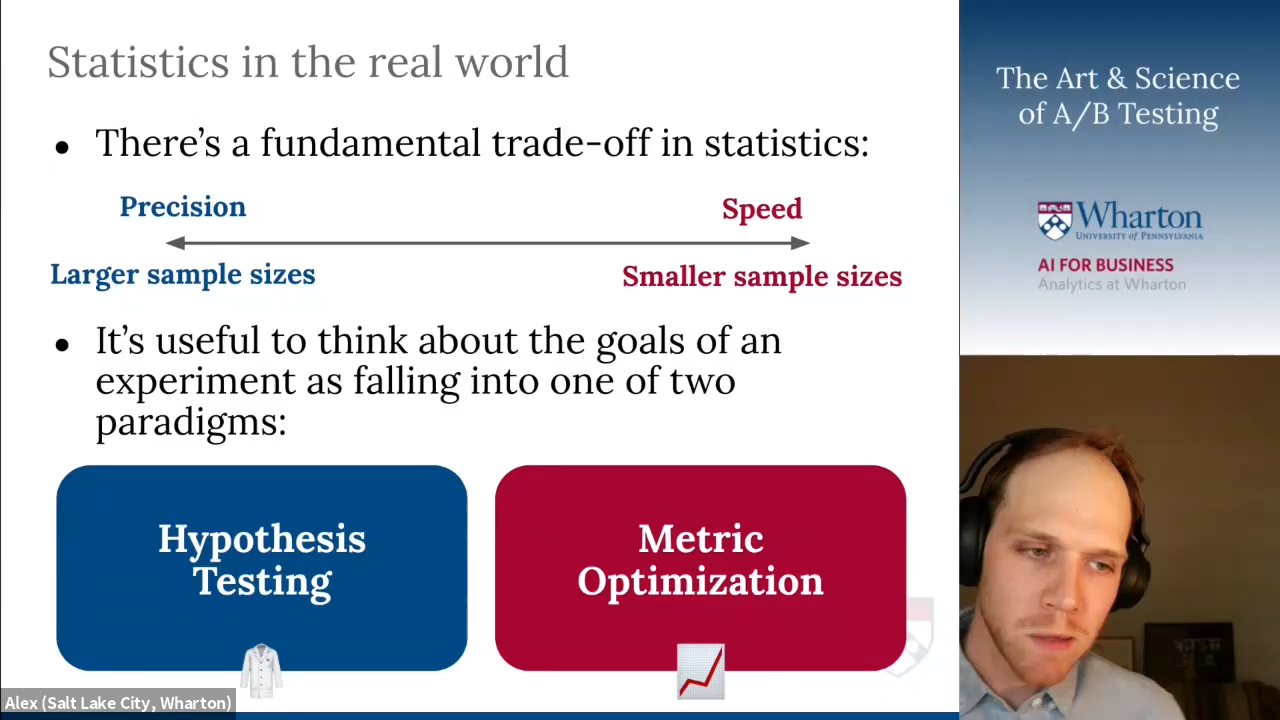 Statistics in the real world
● There’s a fundamental trade-off in statistics:
Precision
Speed
Larger sample sizes
Smaller sample sizes
● It’s useful to think about the goals of an
experiment as falling into one of two
paradigms:
Hypothesis
Testing
Metric
Optimization
Alex (Salt Lake City, Wharton)
The Art & Science
of A/B Testing
Wharton
UNIVERSITY of PENNSYLVANIA
AI FOR BUSINESS
Analytics at Wharton